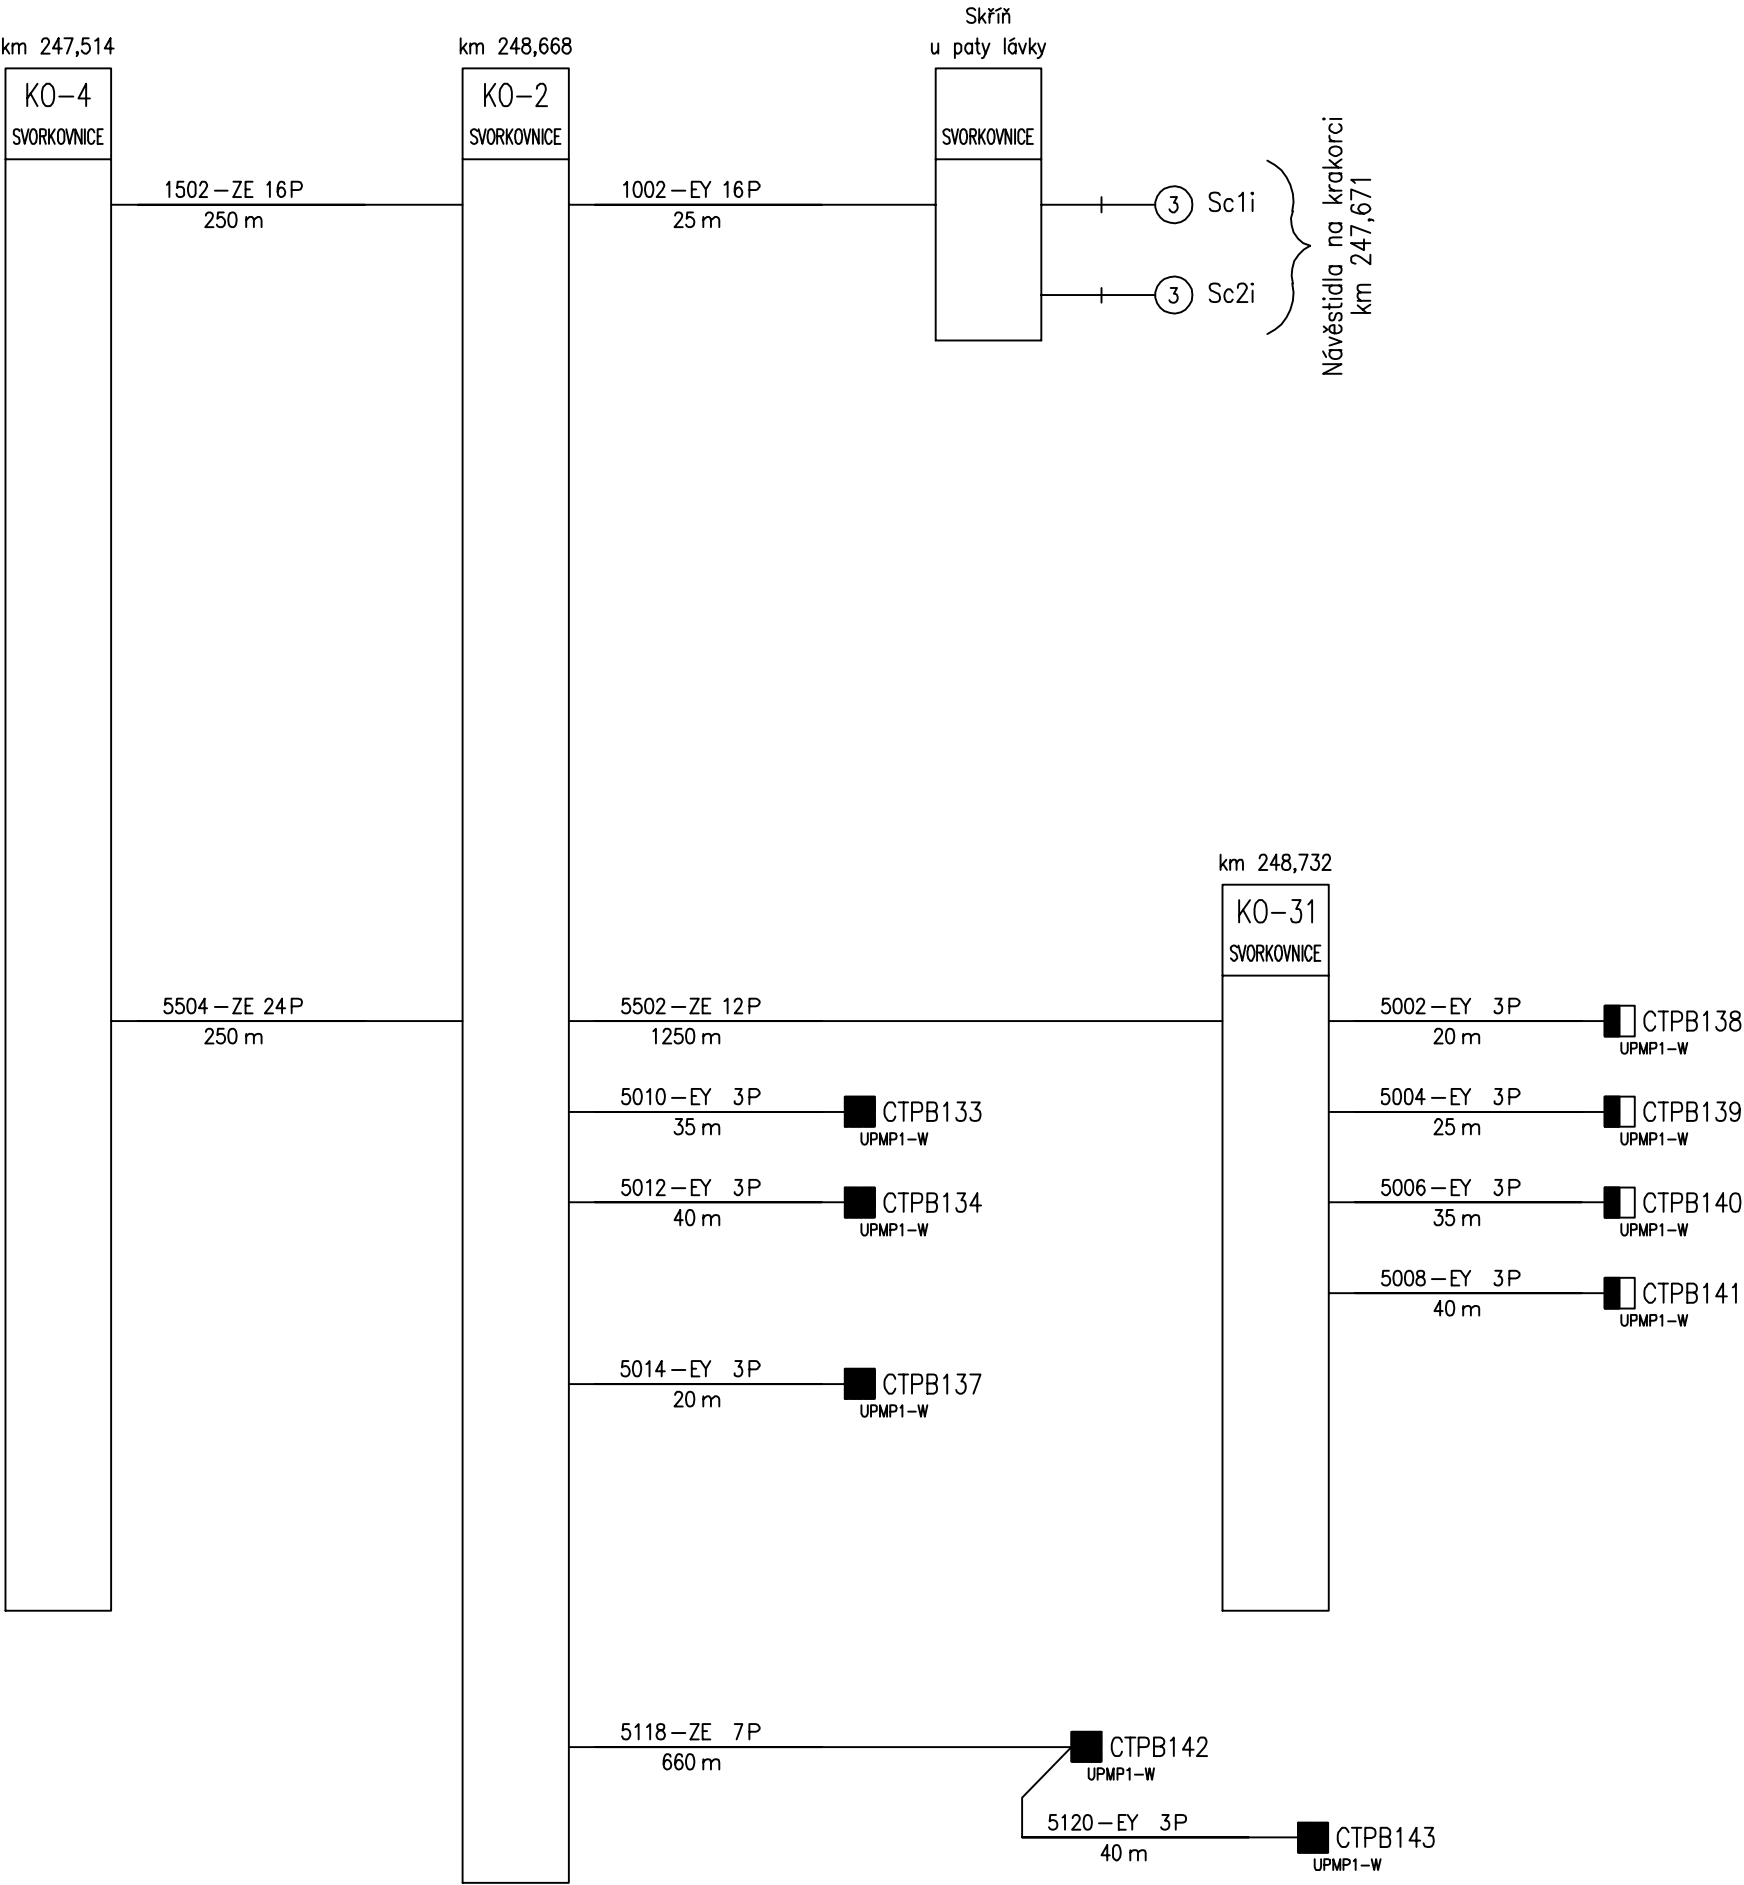 Skříň
u paty lávky
km 247,514
km 248,668
KO-4
SVORKOVNICE
KO-2
SVORKOVNICE
SVORKOVNICE
1502-ZE 16P
250 m
1002-EY 16P
25 m
3 Sc1i
3 Sc2i
Návěstidla na krakorci
km 247,671
km 248,732
KO-31
SVORKOVNICE
5504-ZE 24P
250 m
5502-ZE 12P
1250 m
5002-EY 3P
20 m
CTPB138
UPMP1-W
5010-EY 3P
35 m
CTPB133
UPMP1-W
5004-EY 3P
25 m
CTPB139
UPMP1-W
5012-EY 3P
40 m
CTPB134
UPMP1-W
5006-EY 3P
35 m
CTPB140
UPMP1-W
5008-EY 3P
40 m
CTPB141
UPMP1-W
5014-EY 3P
20 m
CTPB137
UPMP1-W
5118-ZE 7P
660 m
CTPB142
UPMP1-W
5120-EY 3P
40 m
CTPB143
UPMP1-W